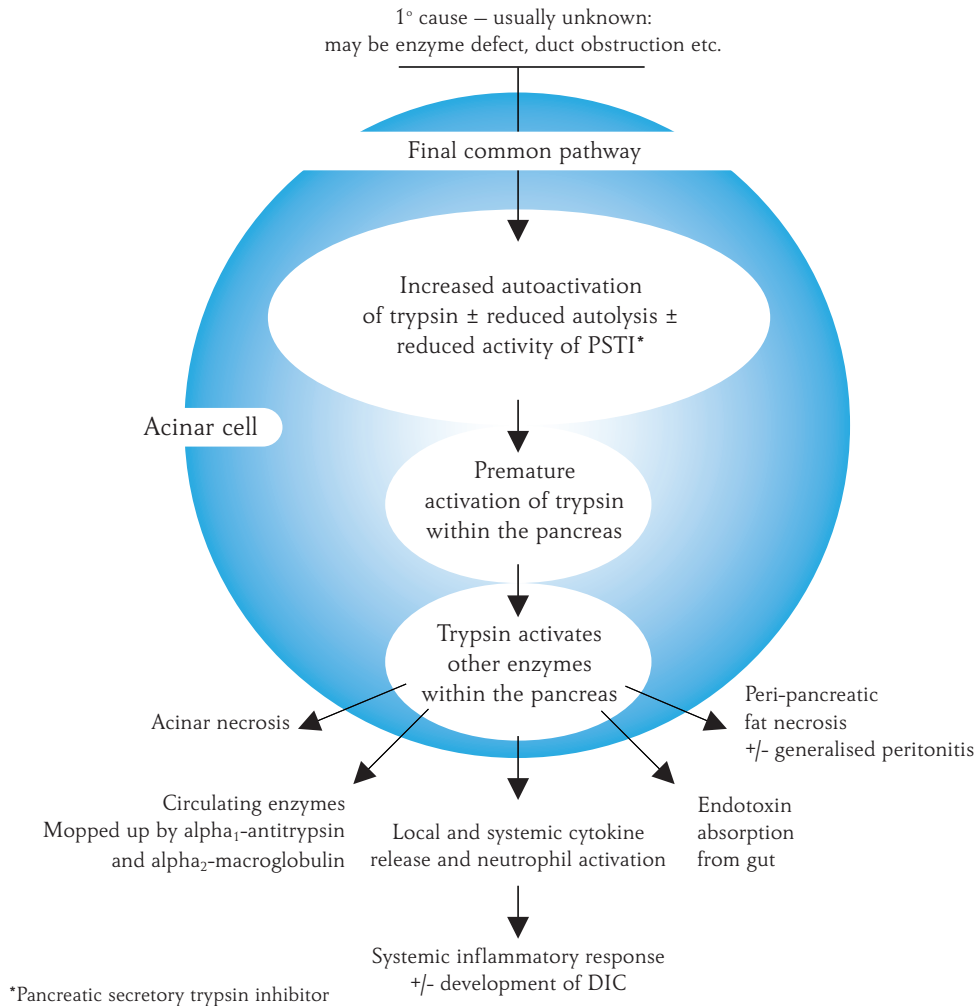 1° cause – usually unknown:
may be enzyme defect, duct obstruction etc.
Final common pathway
Increased autoactivation
of trypsin ± reduced autolysis ±
reduced activity of PSTI*
Acinar cell
Premature
activation of trypsin
within the pancreas
Trypsin activates
other enzymes
within the pancreas
Acinar necrosis
Peri-pancreatic
fat necrosis
+/- generalised peritonitis
Circulating enzymes
Mopped up by alpha₁-antitrypsin
and alpha₂-macroglobulin
Local and systemic cytokine
release and neutrophil activation
Endotoxin
absorption
from gut
Systemic inflammatory response
+/- development of DIC
*Pancreatic secretory trypsin inhibitor